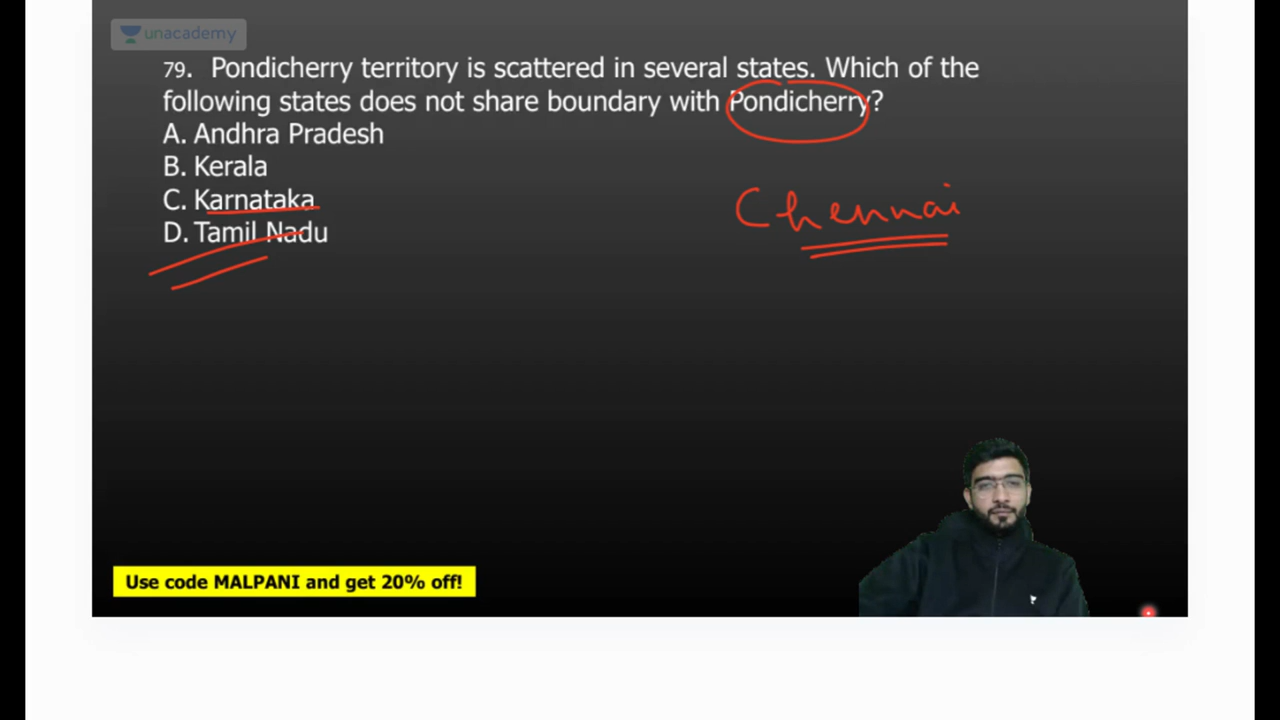 unacademy
79. Pondicherry territory is scattered in several states. Which of the
following states does not share boundary with Pondicherry?
A. Andhra Pradesh
B. Kerala
C. Karnataka
D. Tamil Nadu
Chennai
Use code MALPANI and get 20% off!